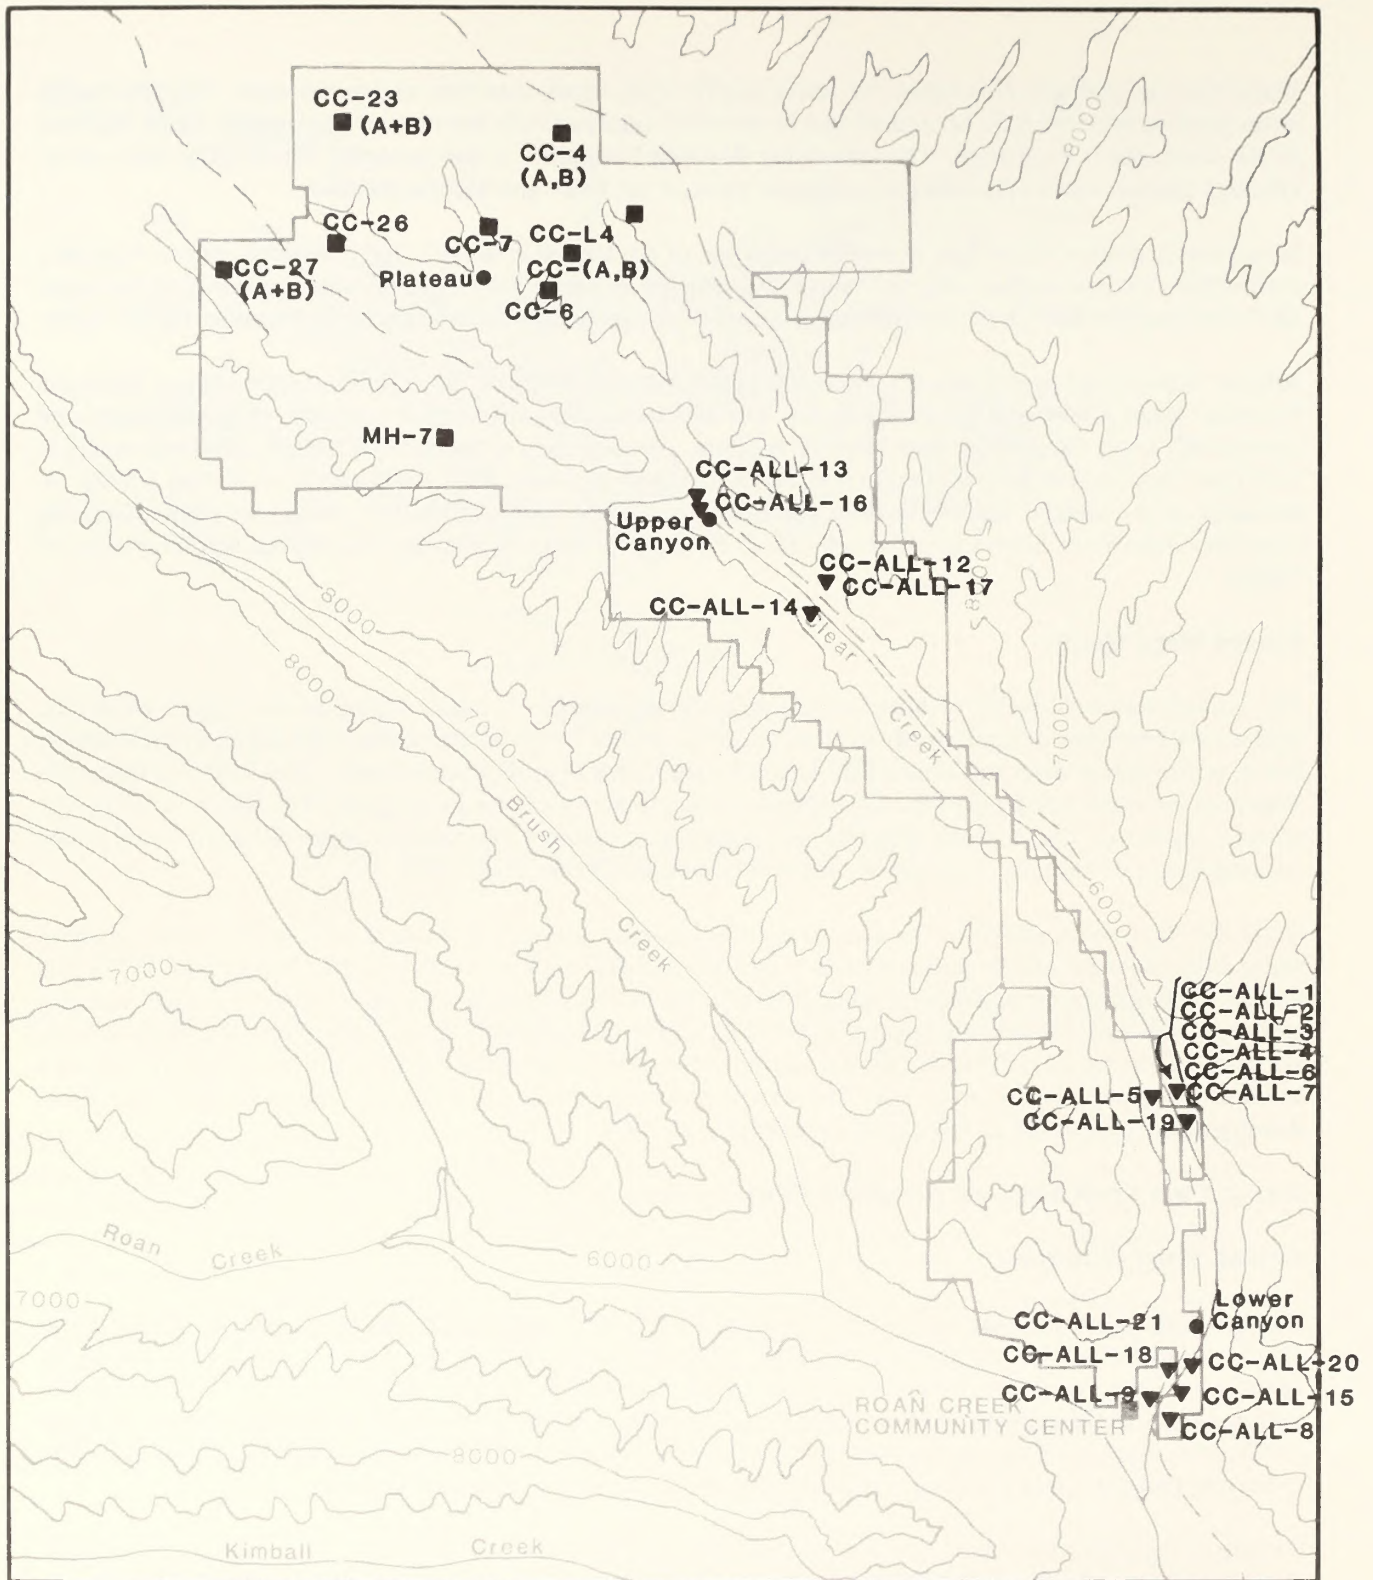 8000
CC-23
(A+B)
CC-4
(A,B)
CC-26
CC-7
CC-L4
CC-27
(A+B)
Plateau
CC-(A,B)
CC-6
MH-7
CC-ALL-13
CC-ALL-16
Upper
Canyon
CC-ALL-12
CC-ALL-17
8000
CC-ALL-14
Clear
Creek
8000
8000
7000
7000
Brush
Creek
6000
7000
CC-ALL-1
CC-ALL-2
CC-ALL-3
CC-ALL-4
CC-ALL-6
CC-ALL-5
CC-ALL-7
CC-ALL-19
Roan
Creek
6000
7000
Lower
Canyon
CC-ALL-21
CC-ALL-18
CC-ALL-20
CC-ALL-9
CC-ALL-15
ROAN CREEK
COMMUNITY CENTER
CC-ALL-8
8000
Kimball
Creek